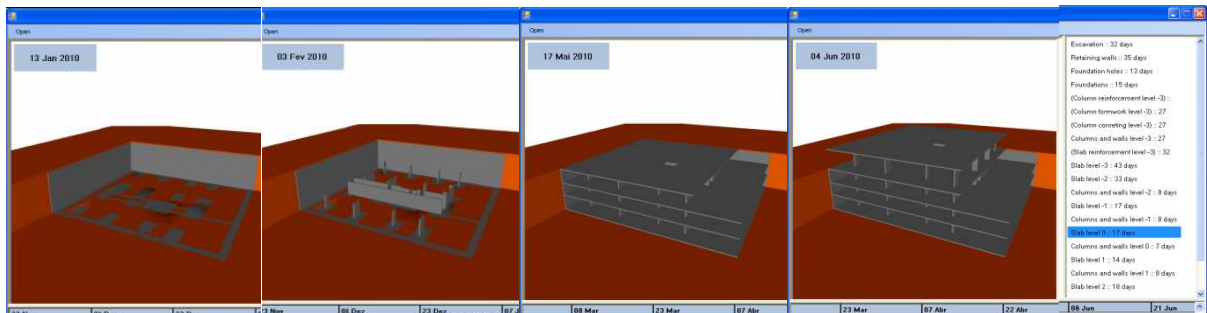 Open
13 Jan 2010
Open
03 Fev 2010
Open
17 Mai 2010
Open
04 Jun 2010
Excavation :: 32 days
Retaining walls :: 35 days
Foundation holes :: 13 days
Foundations :: 15 days
(Column reinforcement level -3) ::
(Column formwork level -3) :: 27
(Column conreting level -3) :: 27
Columns and walls level -3 :: 27
(Slab reinforcement level -3) :: 32
Slab level -3 :: 43 days
Slab level -2 :: 33 days
Columns and walls level -2 :: 8 days
Slab level -1 :: 17 days
Columns and walls level -1 :: 8 days
Slab level 0 :: 17 days
Columns and walls level 0 :: 7 days
Slab level 1 :: 14 days
Columns and walls level 1 :: 8 days
Slab level 2 :: 18 days
Nov 08 Dez 23 Dez
08 Mar 23 Mar 07 Abr
23 Mar 07 Abr 22 Abr
06 Jun 21 Jun